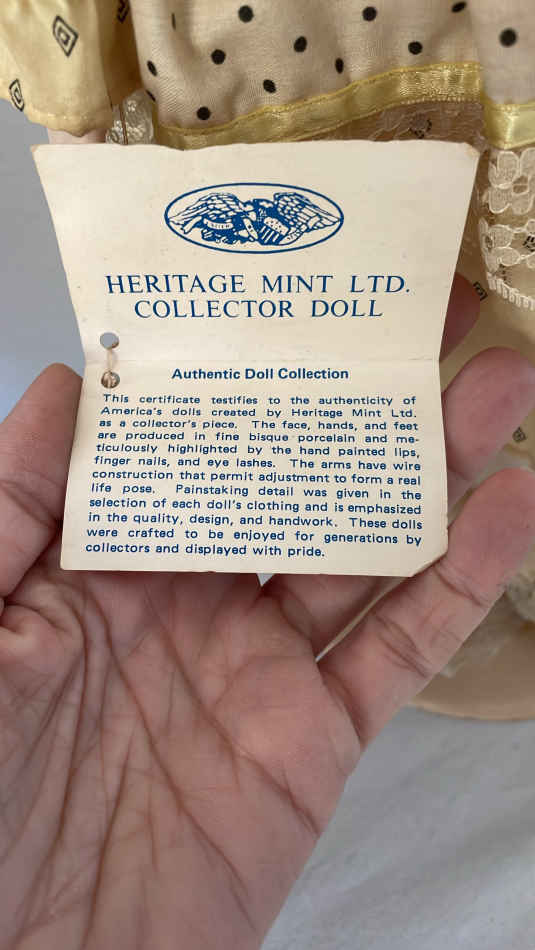 HERITAGE MINT LTD.
COLLECTOR DOLL
Authentic Doll Collection
This certificate testifies to the authenticity of
America's dolls created by Heritage Mint Ltd.
as a collector's piece. The face, hands, and feet
are produced in fine bisque porcelain and me-
ticulously highlighted by the hand painted lips,
finger nails, and eye lashes. The arms have wire
construction that permit adjustment to form a real
life pose. Painstaking detail was given in the
selection of each doll's clothing and is emphasized
in the quality, design, and handwork. These dolls
were crafted to be enjoyed for generations by
collectors and displayed with pride.